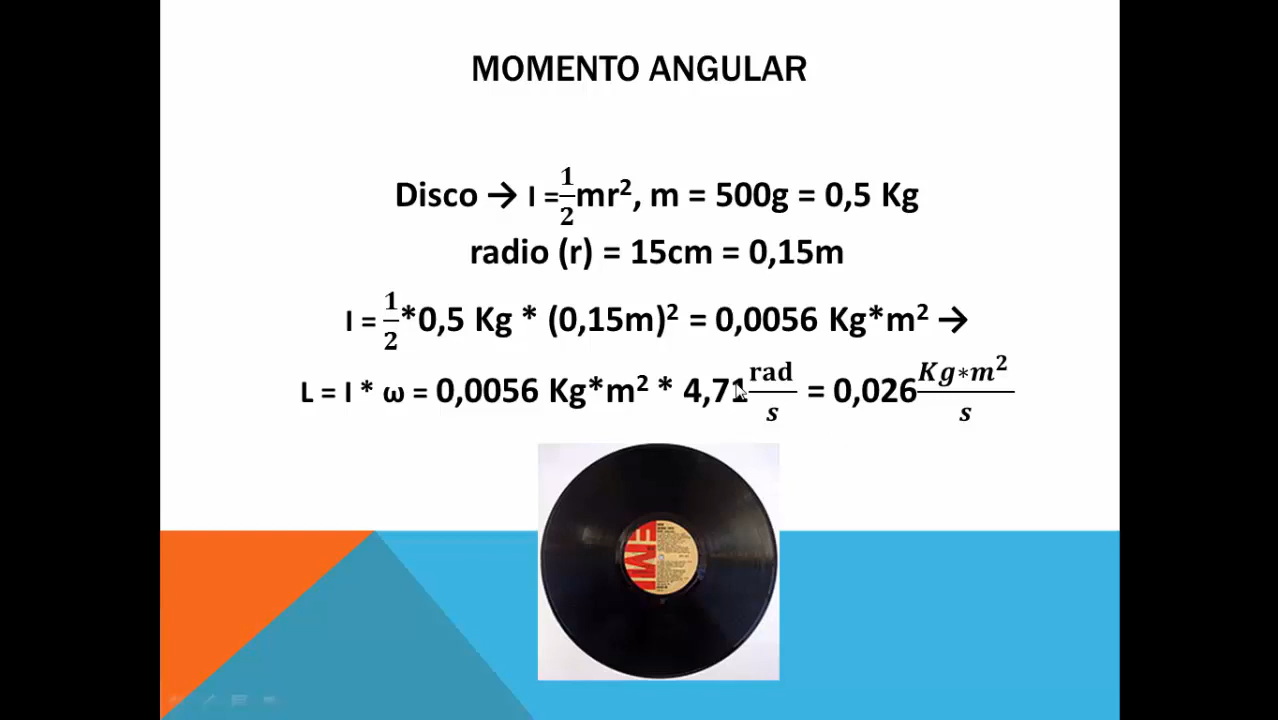 MOMENTO ANGULAR
Disco → I = 1/2 mr², m = 500g = 0,5 Kg
radio (r) = 15cm = 0,15m
I = 1/2 *0,5 Kg * (0,15m)² = 0,0056 Kg*m² →
L = I * ω = 0,0056 Kg*m² * 4,71 rad/s = 0,026 Kg*m²/s
EMI